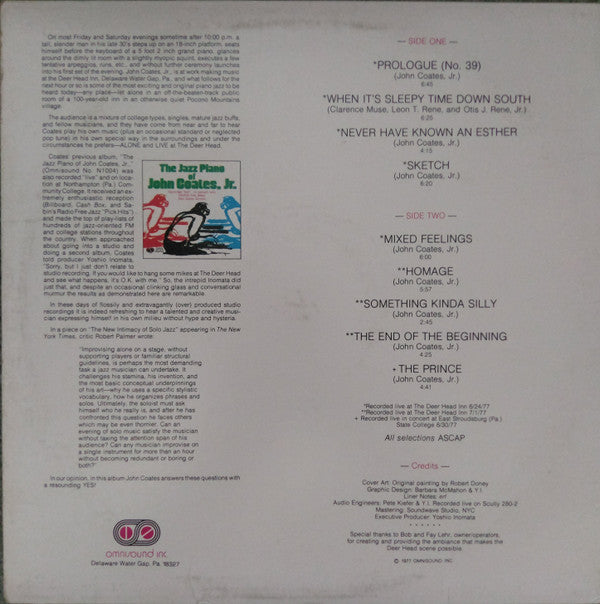 On most Friday and Saturday evenings sometime after 10:00 p.m. a
tall, slender man in his late 30's steps up on an 18-inch platform, seats
himself before the keyboard of a 5 foot 2 inch grand piano, glances
around the dimly lit room with a slightly myopic squint, executes a few
tentative arpeggios, runs, etc., and without further ceremony launches
into his first set of the evening. John Coates, Jr., is at work making music
at the Deer Head Inn, Delaware Water Gap, Pa., and what follows for the
next hour or so is some of the most exciting and original piano jazz to be
heard today—any place—let alone in an off-the-beaten-track public
room of a 100-year-old inn in an otherwise quiet Pocono Mountains
village.
The audience is a mixture of college-types, singles, mature jazz buffs,
and fellow musicians, and they have come from near and far to hear
Coates play his own music (plus an occasional standard or neglected
pop tune) in his own special way in the surroundings and under the
circumstances he prefers—ALONE and LIVE at The Deer Head.
Coates' previous album, "The
Jazz Piano of John Coates, Jr.,"
(Omnisound No. N1004) was
also recorded "live" and on loca-
tion at Northampton (Pa.) Com-
munity College. It received an ex-
tremely enthusiastic reception
(Billboard, Cash Box, and Sa-
bin's Radio Free Jazz "Pick Hits")
and made the top of play-lists of
hundreds of jazz-oriented FM
and college stations throughout
the country. When approached
about going into a studio and
doing a second album, Coates
told producer Yoshio Inomata,
"Sorry, but I just don't relate to
studio recording. If you would like to hang some mikes at The Deer Head
and see what happens, it's O.K. with me." So, the intrepid Inomata did
just that, and despite an occasional clinking glass and conversational
murmur the results as demonstrated here are remarkable.
In these days of flossily and extravagantly (over) produced studio
recordings it is indeed refreshing to hear a talented and creative musi-
cian expressing himself in his own milieu without hype and hysteria.
In a piece on "The New Intimacy of Solo Jazz" appearing in The New
York Times, critic Robert Palmer wrote:
"Improvising alone on a stage, without
supporting players or familiar structural
guidelines, is perhaps the most demanding
task a jazz musician can undertake. It
challenges his stamina, his invention, and
the most basic conceptual underpinnings
of his art—why he uses a specific stylistic
vocabulary, how he organizes phrases and
solos. Ultimately, the soloist must ask
himself who he really is, and after he has
confronted this question he faces others
which may be even thornier. Can an
evening of solo music satisfy the musician
without taxing the attention span of his
audience? Can any musician improvise on
a single instrument for more than an hour
without becoming redundant or boring or
both?"
In our opinion, in this album John Coates answers these questions with
a resounding YES!
The Jazz Piano
of
John Coates, Jr.
omnisound inc.
Delaware Water Gap, Pa. 18327
— SIDE ONE —
*PROLOGUE (No. 39)
(John Coates, Jr.)
6:45
*WHEN IT'S SLEEPY TIME DOWN SOUTH
(Clarence Muse, Leon T. Rene, and Otis J. Rene, Jr.)
6:25
*NEVER HAVE KNOWN AN ESTHER
(John Coates, Jr.)
4:15
*SKETCH
(John Coates, Jr.)
6:20
— SIDE TWO —
*MIXED FEELINGS
(John Coates, Jr.)
6:00
**HOMAGE
(John Coates, Jr.)
5:57
**SOMETHING KINDA SILLY
(John Coates, Jr.)
2:45
**THE END OF THE BEGINNING
(John Coates, Jr.)
4:25
+THE PRINCE
(John Coates, Jr.)
4:41
*Recorded live at The Deer Head Inn 6/24/77
**Recorded live at The Deer Head Inn 7/1/77
+ Recorded live in concert at East Stroudsburg (Pa.)
State College 6/30/77
All selections ASCAP
— Credits —
Cover Art: Original painting by Robert Doney
Graphic Design: Barbara McMahon & Y.I.
Liner Notes: erl
Audio Engineers: Pete Kiefer & Y.I. Recorded live on Scully 280-2
Mastering: Soundwave Studio, NYC
Executive Producer: Yoshio Inomata
* * * * * *
Special thanks to Bob and Fay Lehr, owner/operators,
for creating and providing the ambiance that makes the
Deer Head scene possible.
© 1977 OMNISOUND INC.